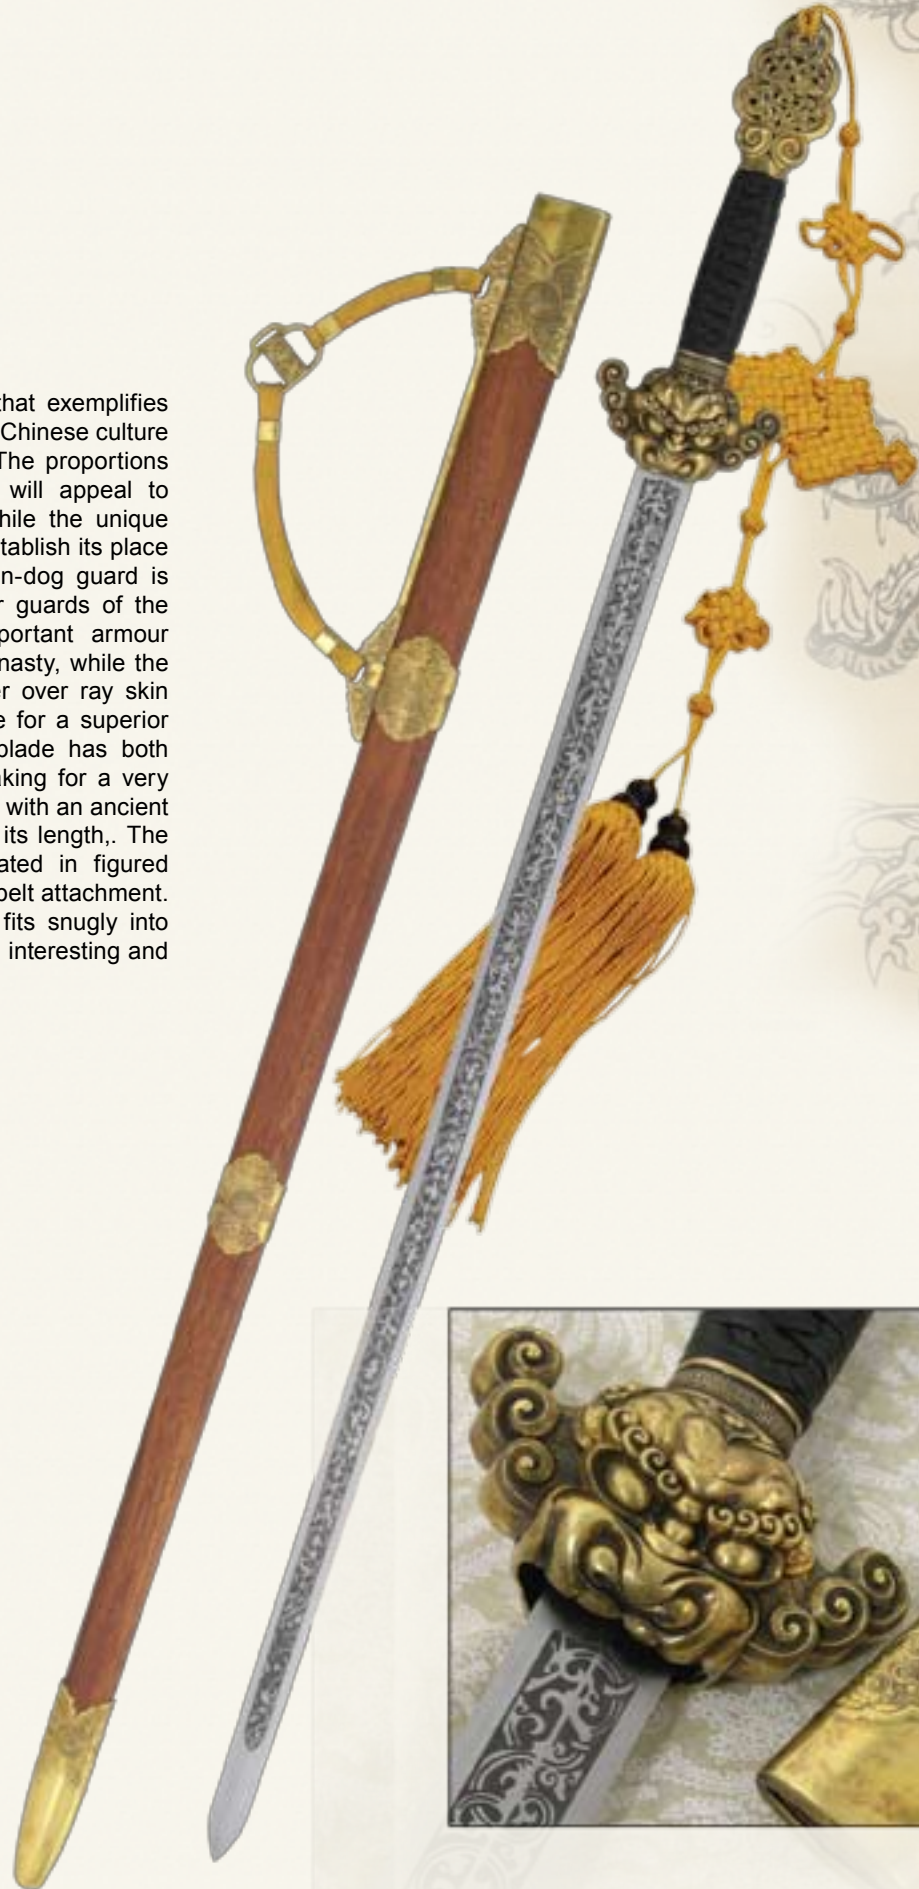 that exemplifies
Chinese culture
The proportions
will appeal to
hile the unique
tablish its place
n-dog guard is
r guards of the
portant armour
nasty, while the
er over ray skin
e for a superior
blade has both
aking for a very
with an ancient
its length,. The
ated in figured
belt attachment.
fits snugly into
interesting and